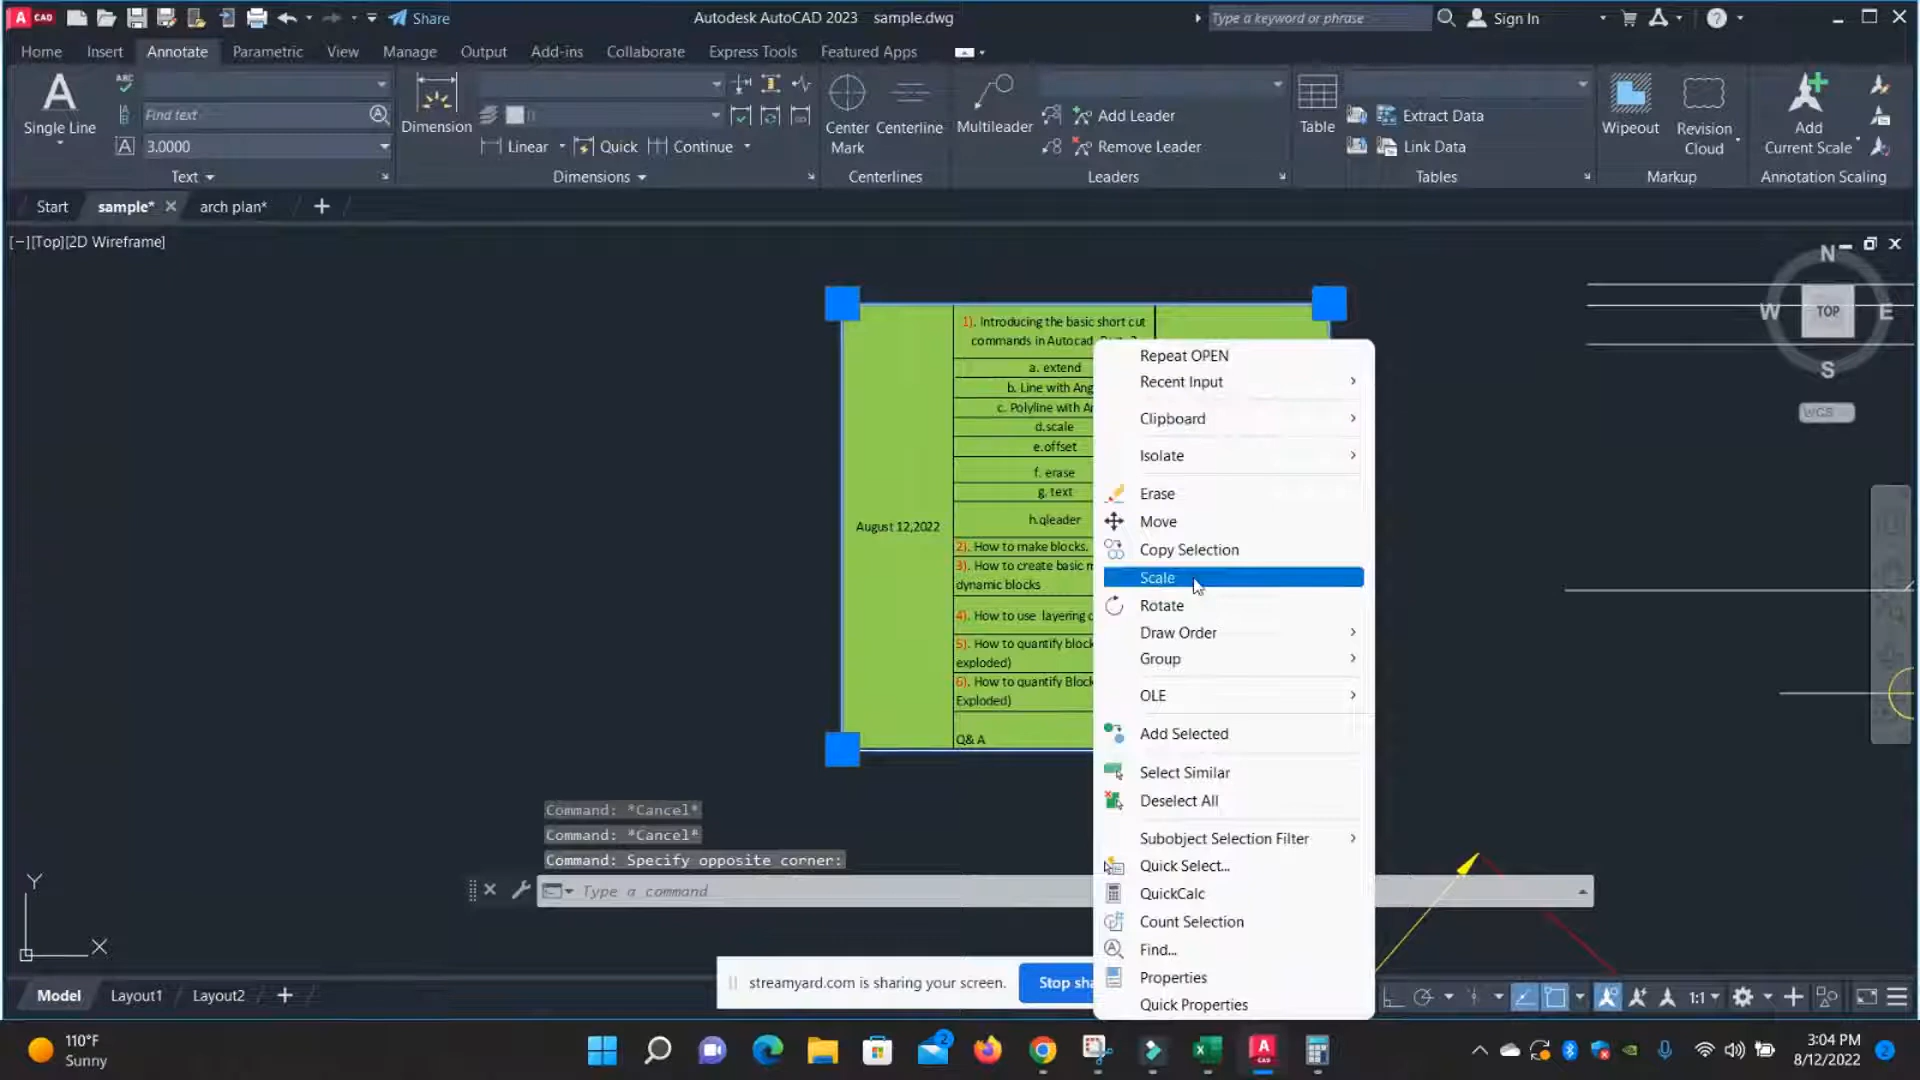 CAD
Share
Autodesk AutoCAD 2023 sample.dwg
Type a keyword or phrase
Sign In
Home
Insert
Annotate
Parametric
View
Manage
Output
Add-ins
Collaborate
Express Tools
Featured Apps
Single Line
ABC
Find text
3.0000
Text
Dimension
Linear
Quick
Continue
Dimensions
Center
Mark
Centerline
Centerlines
Multileader
Add Leader
Remove Leader
Leaders
Table
Extract Data
Link Data
Tables
Wipeout
Revision
Cloud
Markup
Add
Current Scale
Annotation Scaling
Start
sample*
arch plan*
[−][Top][2D Wireframe]
N
W
TOP
E
S
WCS
August 12,2022
1). Introducing the basic short cut
commands in Autocad
a. extend
b. Line with Ang
c. Polyline with A
d.scale
e.offset
f. erase
g. text
h.qleader
2). How to make blocks.
3). How to create basic m
dynamic blocks
4). How to use layering
5). How to quantify block
exploded)
6). How to quantify Block
Exploded)
Q& A
Repeat OPEN
Recent Input
Clipboard
Isolate
Erase
Move
Copy Selection
Scale
Rotate
Draw Order
Group
OLE
Add Selected
Select Similar
Deselect All
Subobject Selection Filter
Quick Select...
QuickCalc
Count Selection
Find...
Properties
Quick Properties
Command: *Cancel*
Command: *Cancel*
Command: Specify opposite corner:
Type a command
Y
X
streamyard.com is sharing your screen.
Stop sha
Model
Layout1
Layout2
1:1
110°F
Sunny
2
3:04 PM
8/12/2022
2